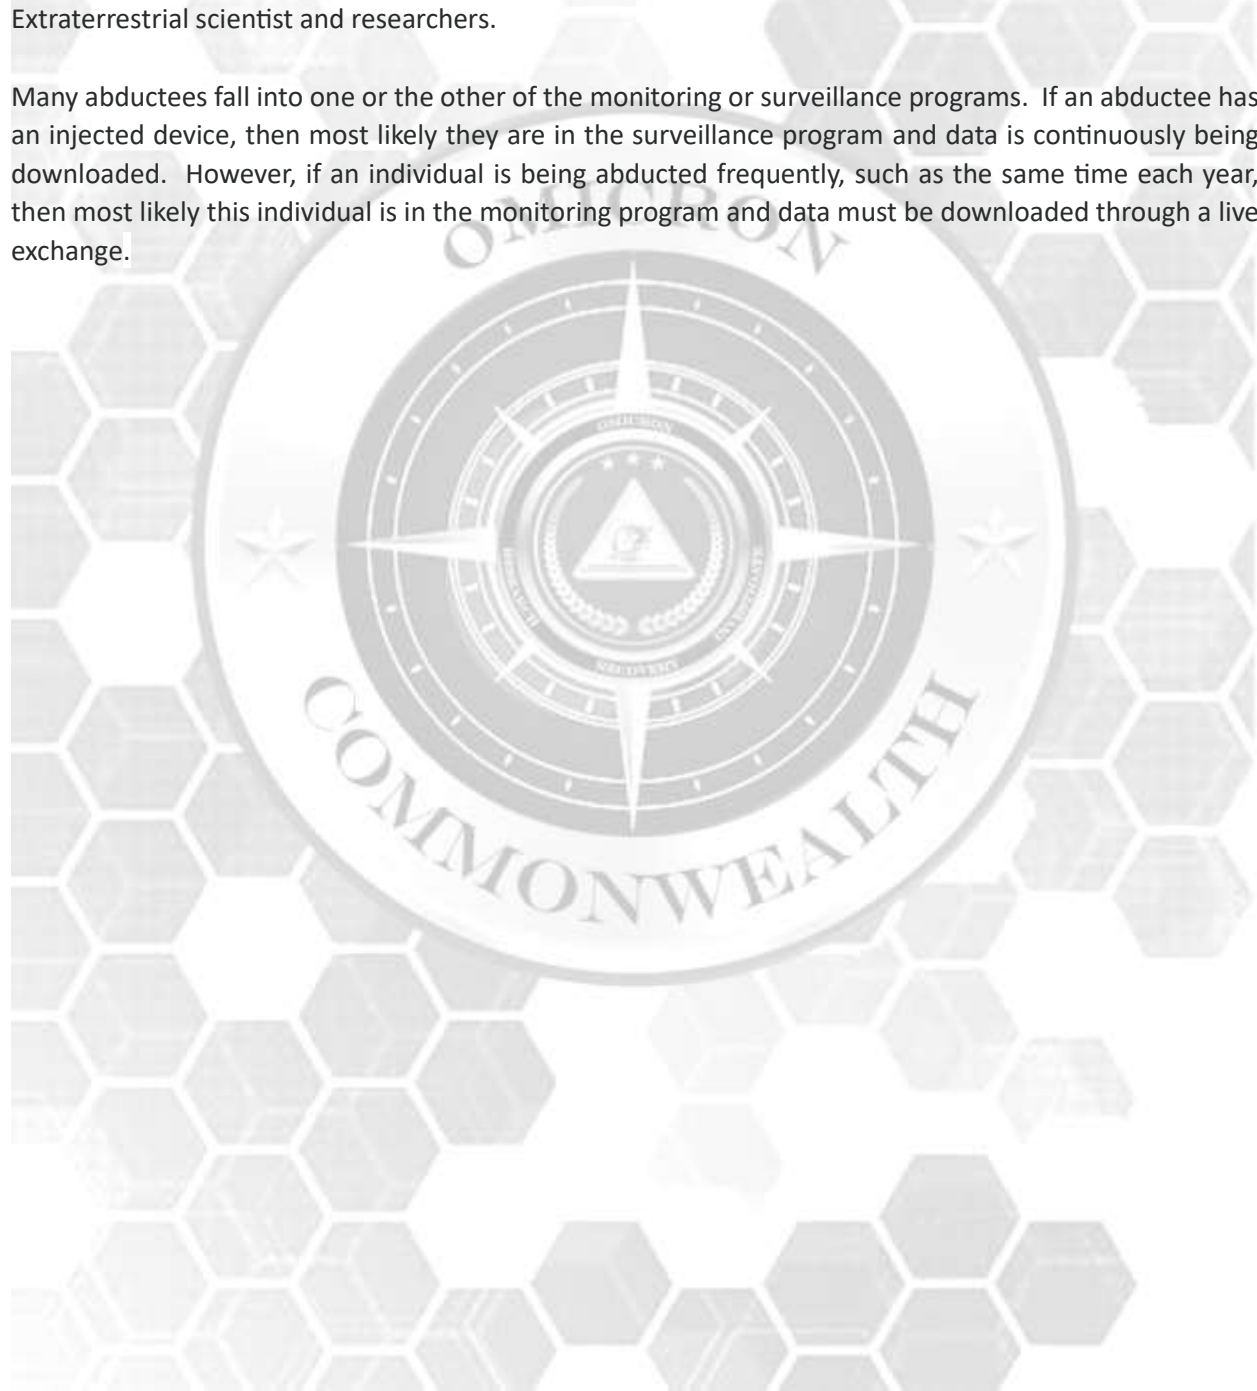 Extraterrestrial scientist and researchers.
Many abductees fall into one or the other of the monitoring or surveillance programs. If an abductee has
an injected device, then most likely they are in the surveillance program and data is continuously being
downloaded. However, if an individual is being abducted frequently, such as the same time each year,
then most likely this individual is in the monitoring program and data must be downloaded through a live
exchange.
OMICRON
OMICRON
COMMONWEALTH